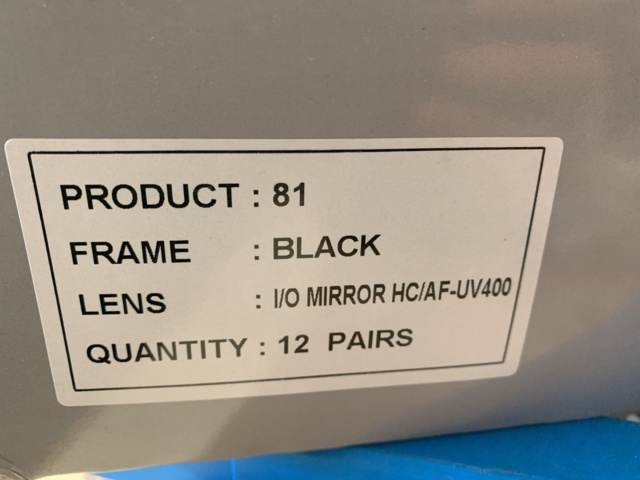 PRODUCT : 81
FRAME : BLACK
LENS : I/O MIRROR HC/AF-UV400
QUANTITY : 12 PAIRS